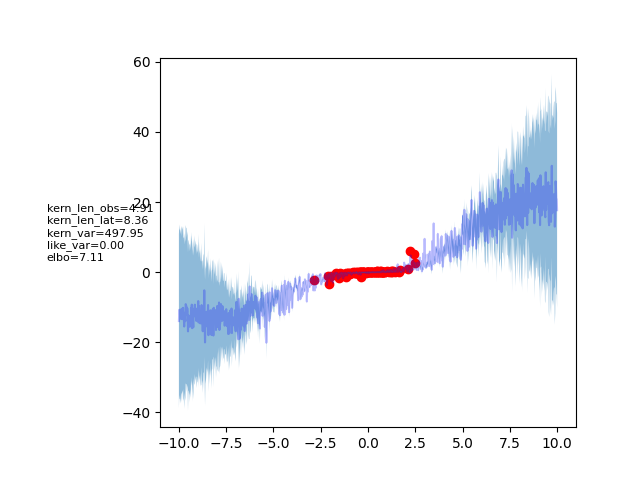 60
40
20
0
−20
−40
kern_len_obs=4.91
kern_len_lat=8.36
kern_var=497.95
like_var=0.00
elbo=7.11
−10.0 −7.5 −5.0 −2.5 0.0 2.5 5.0 7.5 10.0